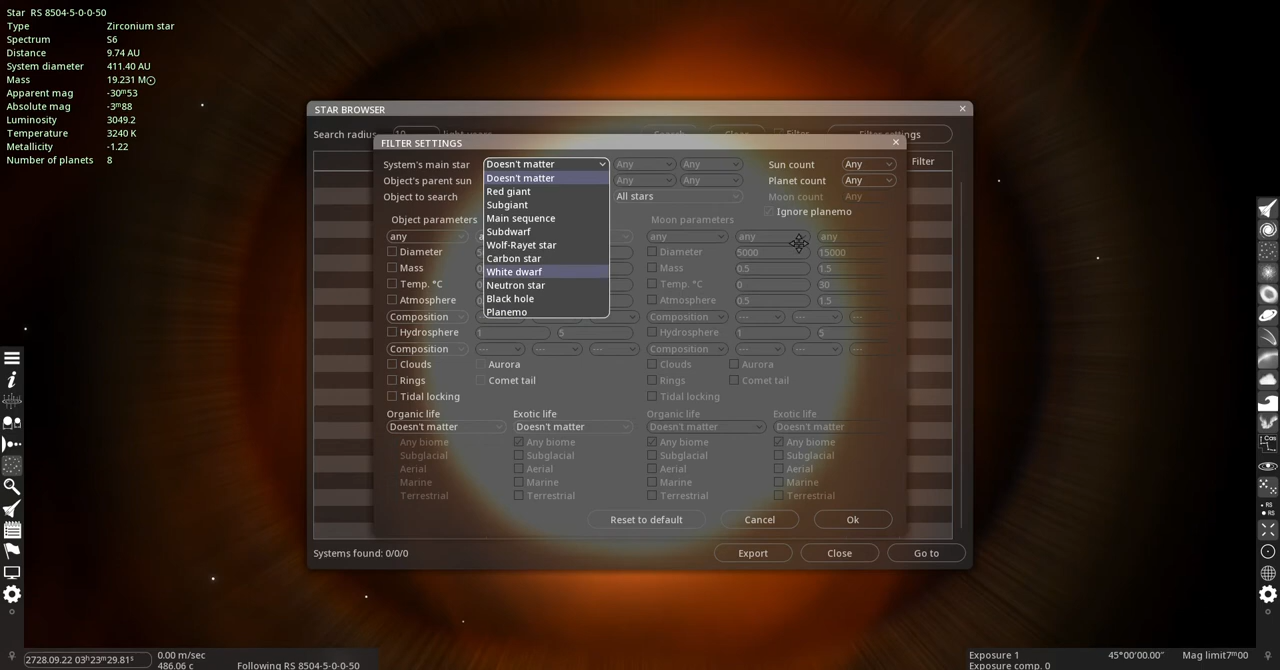 Star RS 8504-5-0-0-50
Type Zirconium star
Spectrum S6
Distance 9.74 AU
System diameter 411.40 AU
Mass 19.231 M☉
Apparent mag -30ᵐ53
Absolute mag -3ᵐ88
Luminosity 3049.2
Temperature 3240 K
Metallicity -1.22
Number of planets 8
STAR BROWSER
Search radius 10 light years Search Clear Filter Filter settings
Filter
FILTER SETTINGS
System's main star Doesn't matter Any Any Sun count Any
Object's parent sun Any Any Planet count Any
Object to search All stars Moon count Any
Ignore planemo
Doesn't matter
Red giant
Subgiant
Main sequence
Subdwarf
Wolf-Rayet star
Carbon star
White dwarf
Neutron star
Black hole
Planemo
Object parameters Moon parameters
any any any any
Diameter Diameter 5000 15000
Mass Mass 0.5 1.5
Temp. °C Temp. °C 0 30
Atmosphere Atmosphere 0.5 1.5
Composition Composition --- --- ---
Hydrosphere 1 5 Hydrosphere 1 5
Composition --- --- --- Composition --- --- ---
Clouds Aurora Clouds Aurora
Rings Comet tail Rings Comet tail
Tidal locking Tidal locking
Organic life Exotic life Organic life Exotic life
Doesn't matter Doesn't matter Doesn't matter Doesn't matter
Any biome Any biome Any biome Any biome
Subglacial Subglacial Subglacial Subglacial
Aerial Aerial Aerial Aerial
Marine Marine Marine Marine
Terrestrial Terrestrial Terrestrial Terrestrial
Reset to default Cancel Ok
Systems found: 0/0/0 Export Close Go to
Cas
RS
RS
2728.09.22 03ʰ23ᵐ29.81ˢ 0.00 m/sec
486.06 c Following RS 8504-5-0-0-50
Exposure 1 45°00'00.00" Mag limit7ᵐ00
Exposure comp. 0